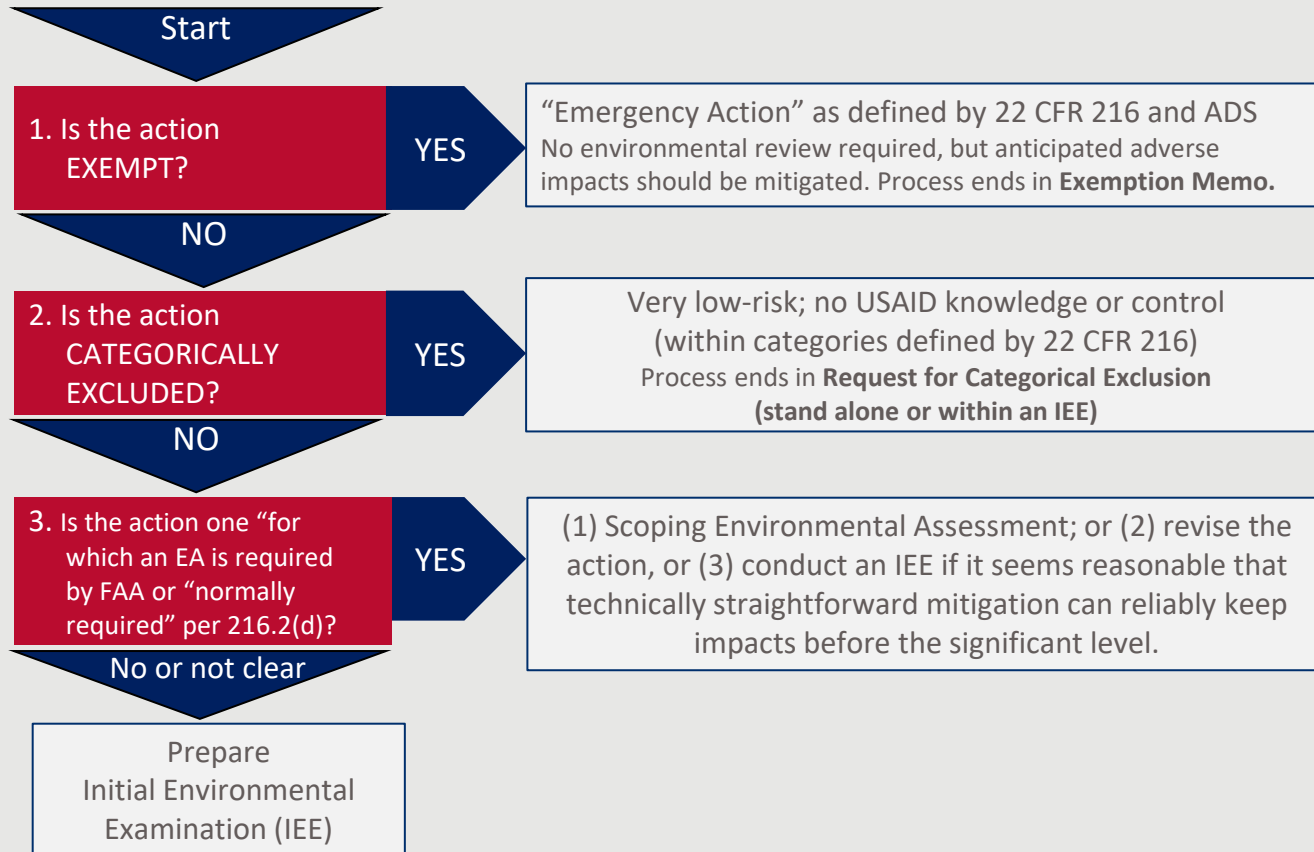 Start
1. Is the action
EXEMPT?
YES
“Emergency Action” as defined by 22 CFR 216 and ADS
No environmental review required, but anticipated adverse
impacts should be mitigated. Process ends in Exemption Memo.
NO
2. Is the action
CATEGORICALLY
EXCLUDED?
YES
Very low-risk; no USAID knowledge or control
(within categories defined by 22 CFR 216)
Process ends in Request for Categorical Exclusion
(stand alone or within an IEE)
NO
3. Is the action one “for
which an EA is required
by FAA or “normally
required” per 216.2(d)?
YES
(1) Scoping Environmental Assessment; or (2) revise the
action, or (3) conduct an IEE if it seems reasonable that
technically straightforward mitigation can reliably keep
impacts before the significant level.
No or not clear
Prepare
Initial Environmental
Examination (IEE)